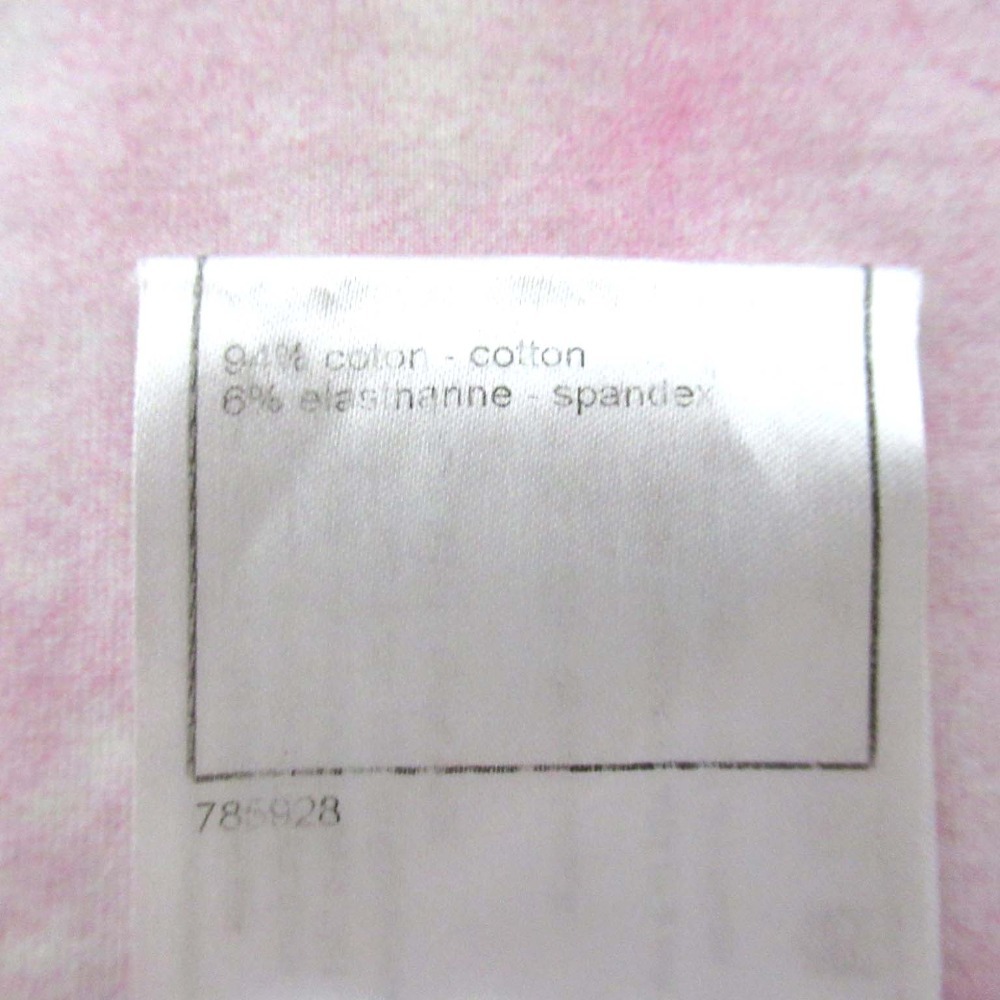 94% coton - cotton
6% elasthanne - spandex
785928